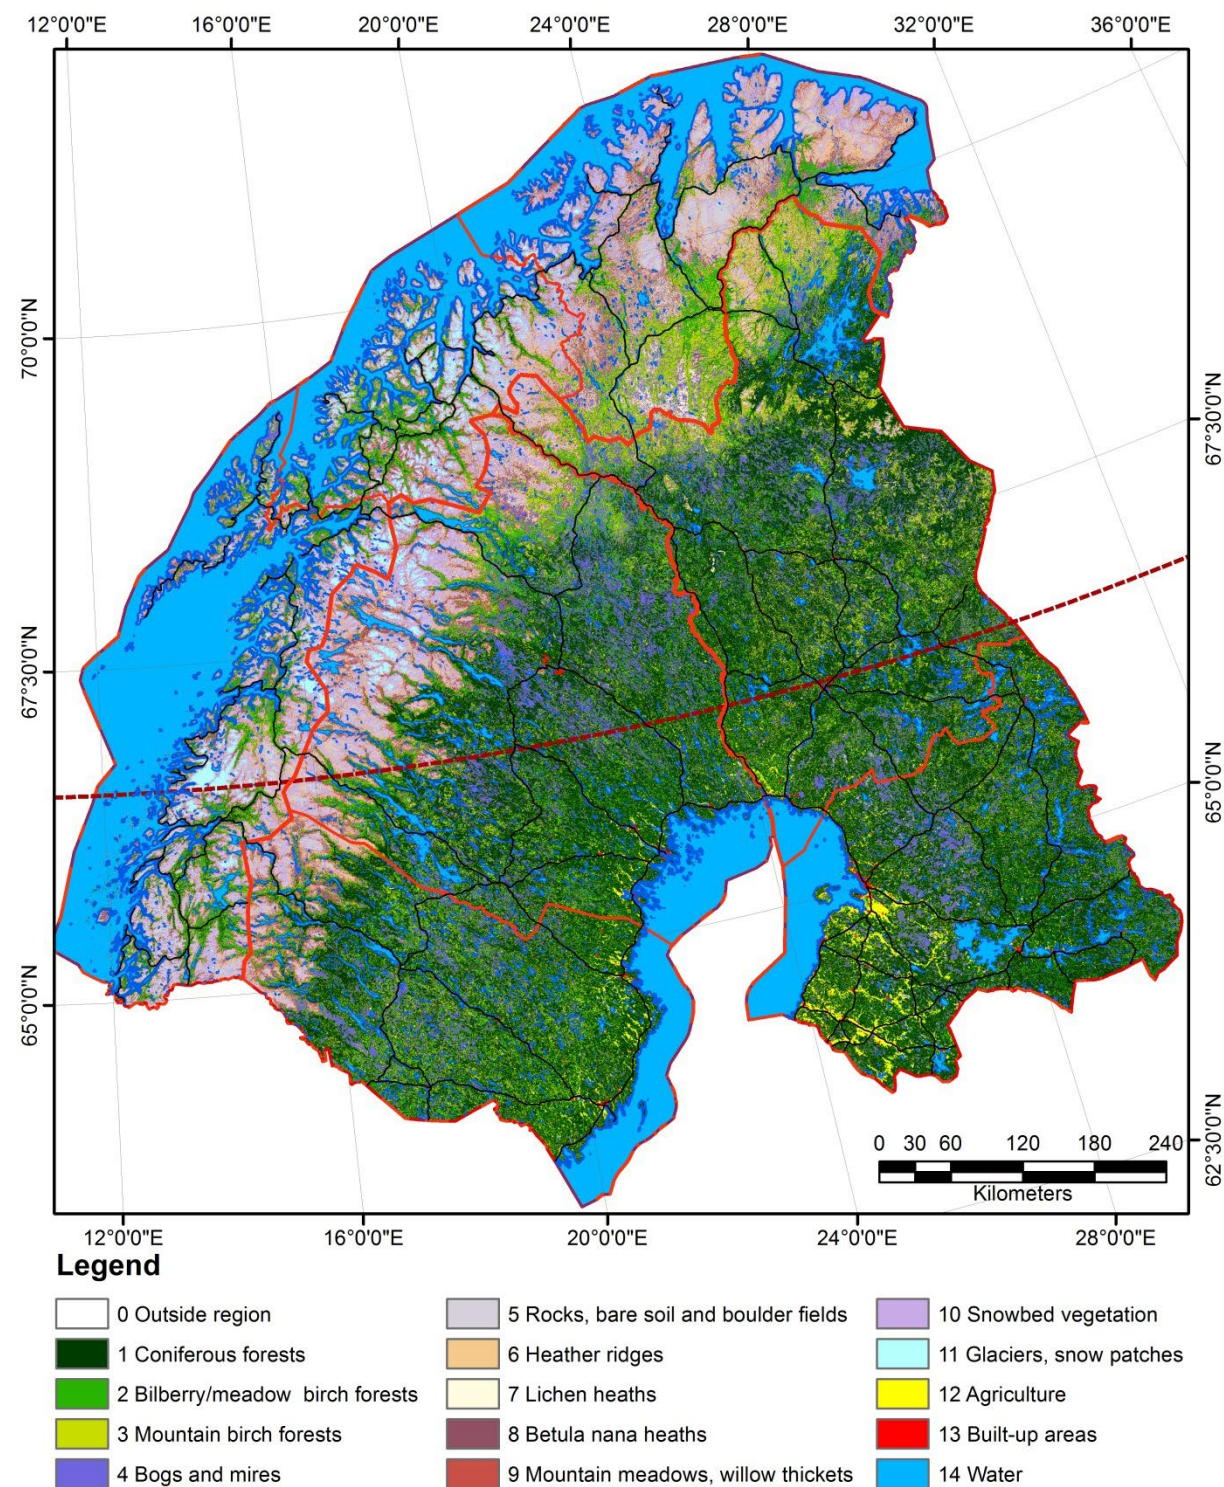 12°0'0"E 16°0'0"E 20°0'0"E 24°0'0"E 28°0'0"E 32°0'0"E 36°0'0"E
70°0'0"N
67°30'0"N
67°30'0"N
65°0'0"N
65°0'0"N
62°30'0"N
0 30 60 120 180 240
Kilometers
12°0'0"E 16°0'0"E 20°0'0"E 24°0'0"E 28°0'0"E
Legend
0 Outside region
1 Coniferous forests
2 Bilberry/meadow birch forests
3 Mountain birch forests
4 Bogs and mires
5 Rocks, bare soil and boulder fields
6 Heather ridges
7 Lichen heaths
8 Betula nana heaths
9 Mountain meadows, willow thickets
10 Snowbed vegetation
11 Glaciers, snow patches
12 Agriculture
13 Built-up areas
14 Water